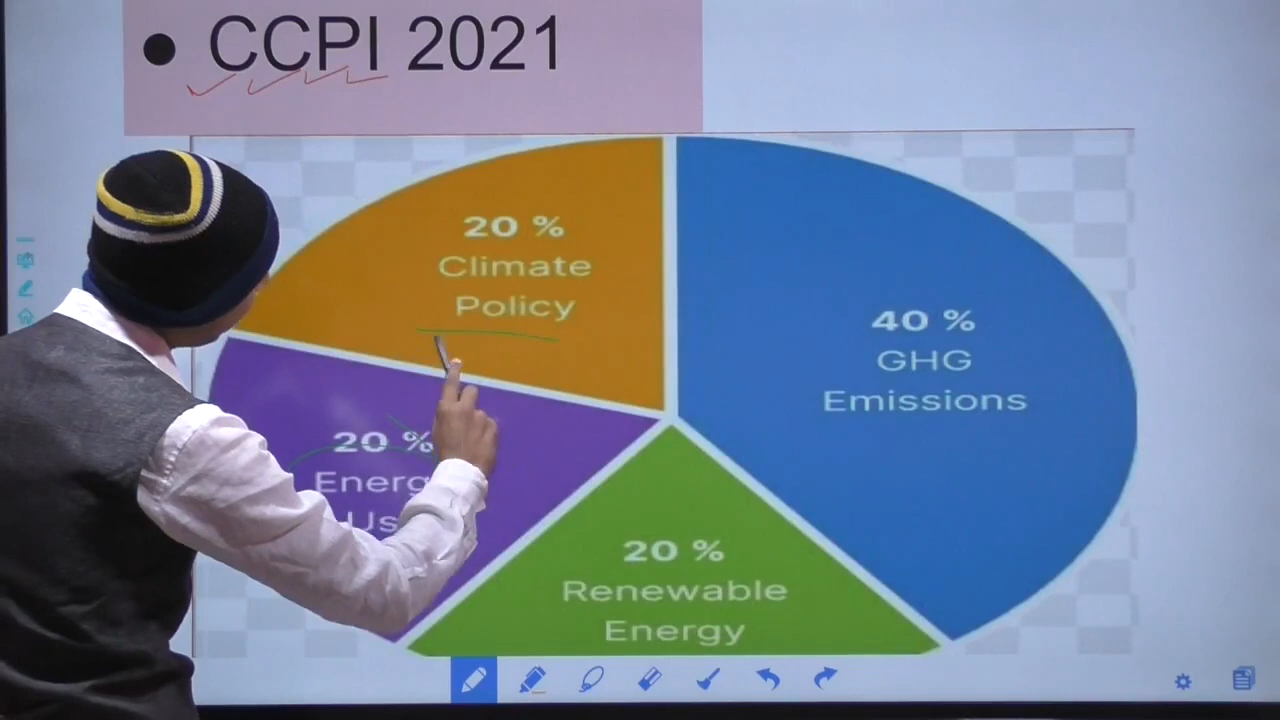 • CCPI 2021
20 %
Climate
Policy
40 %
GHG
Emissions
20 %
20 %
Renewable
Energy